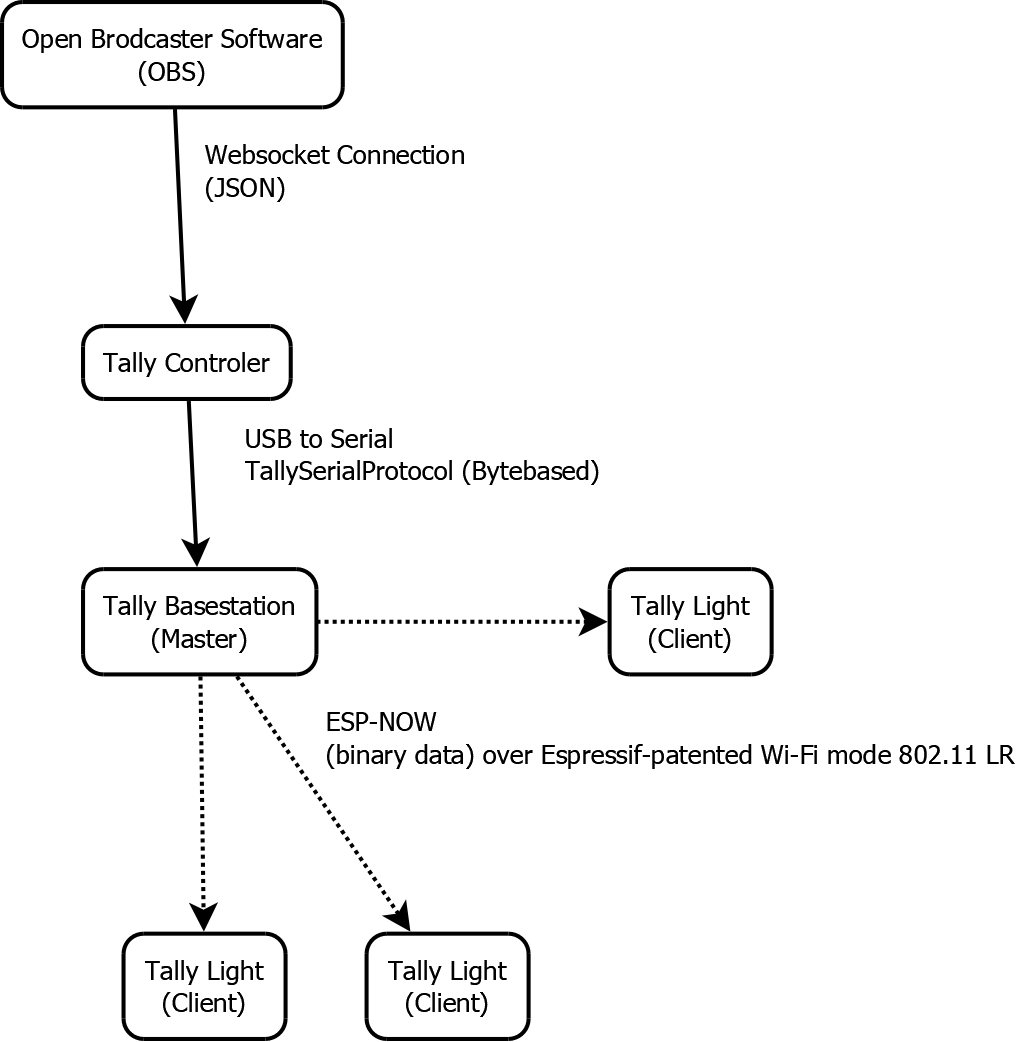 Open Brodcaster Software
(OBS)
Websocket Connection
(JSON)
Tally Controler
USB to Serial
TallySerialProtocol (Bytebased)
Tally Basestation
(Master)
Tally Light
(Client)
ESP-NOW
(binary data) over Espressif-patented Wi-Fi mode 802.11 LR
Tally Light
(Client)
Tally Light
(Client)